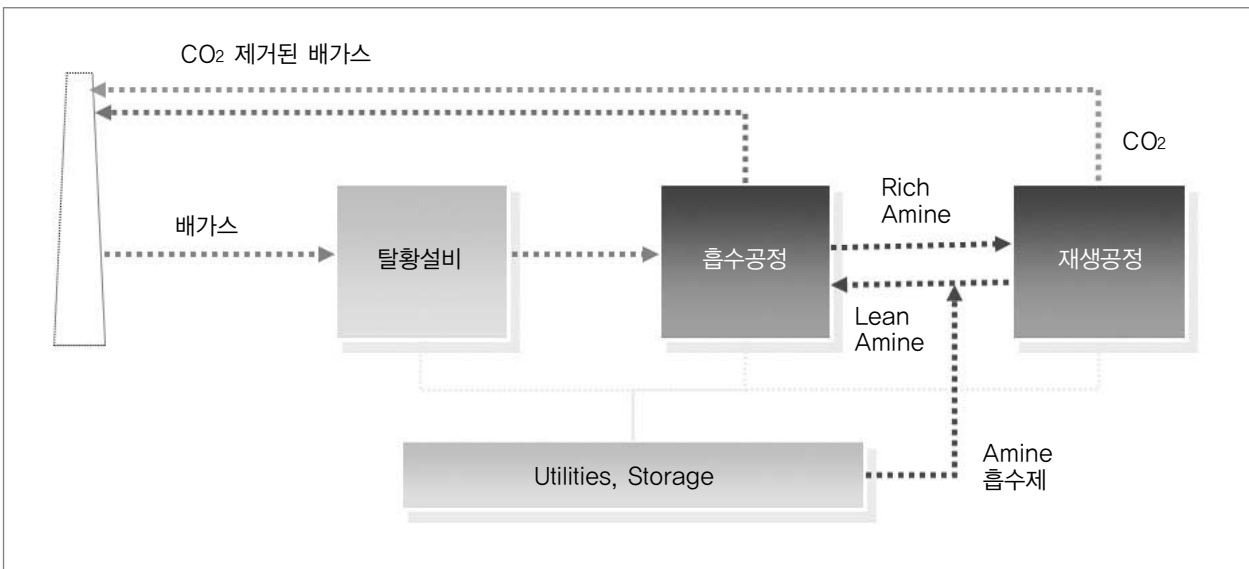 CO2 제거된 배가스
CO2
배가스
탈황설비
흡수공정
Rich
Amine
재생공정
Lean
Amine
Utilities, Storage
Amine
흡수제